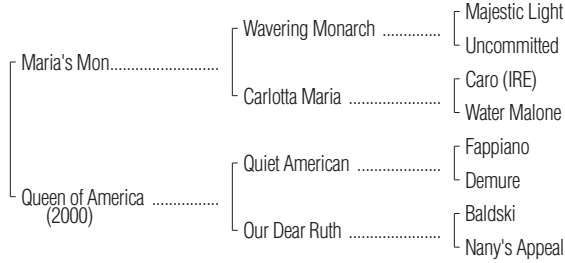 Majestic Light
Wavering Monarch ..............
Uncommitted
Maria's Mon..........................
Caro (IRE)
Carlotta Maria ......................
Water Malone
Fappiano
Quiet American ....................
Demure
Queen of America ................
(2000)
Baldski
Our Dear Ruth ......................
Nany's Appeal